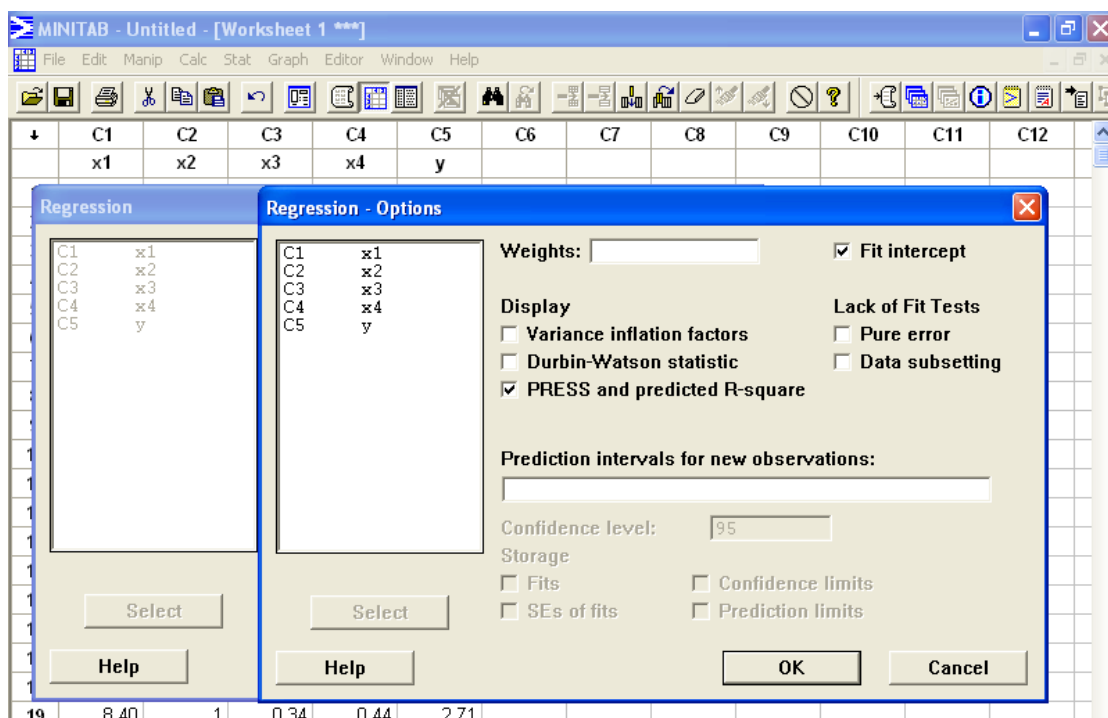 MINITAB - Untitled - [Worksheet 1 ***]
File Edit Manip Calc Stat Graph Editor Window Help
C1 C2 C3 C4 C5 C6 C7 C8 C9 C10 C11 C12
x1 x2 x3 x4 y
Regression
C1 x1
C2 x2
C3 x3
C4 x4
C5 y
Select
Help
Regression - Options
C1 x1
C2 x2
C3 x3
C4 x4
C5 y
Select
Help
Weights:
Fit intercept
Display
Variance inflation factors
Durbin-Watson statistic
PRESS and predicted R-square
Lack of Fit Tests
Pure error
Data subsetting
Prediction intervals for new observations:
Confidence level: 95
Storage
Fits
Confidence limits
SEs of fits
Prediction limits
OK Cancel
19 8.40 1 0.34 0.44 2.71